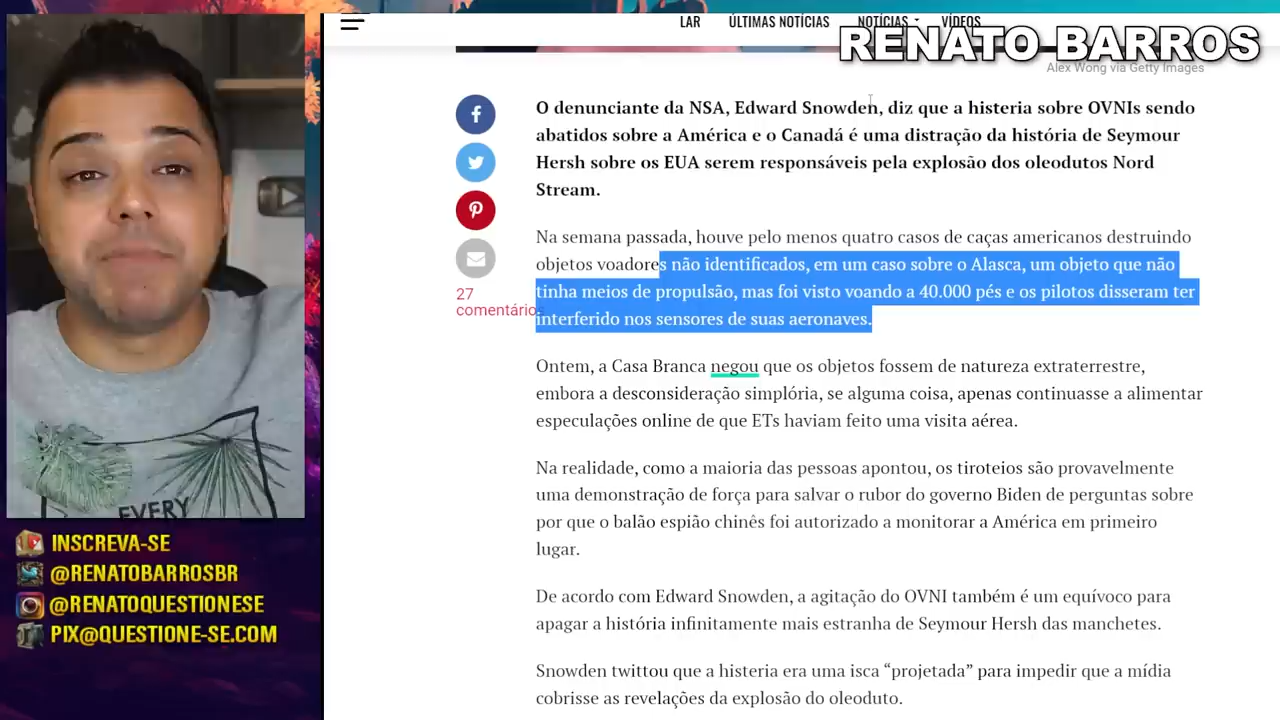 LAR ÚLTIMAS NOTÍCIAS NOTÍCIAS VÍDEOS
RENATO BARROS
Alex Wong via Getty Images
O denunciante da NSA, Edward Snowden, diz que a histeria sobre OVNIs sendo
abatidos sobre a América e o Canadá é uma distração da história de Seymour
Hersh sobre os EUA serem responsáveis pela explosão dos oleodutos Nord
Stream.
27
comentários
Na semana passada, houve pelo menos quatro casos de caças americanos destruindo
objetos voadores não identificados, em um caso sobre o Alasca, um objeto que não
tinha meios de propulsão, mas foi visto voando a 40.000 pés e os pilotos disseram ter
interferido nos sensores de suas aeronaves.
Ontem, a Casa Branca negou que os objetos fossem de natureza extraterrestre,
embora a desconsideração simplória, se alguma coisa, apenas continuasse a alimentar
especulações online de que ETs haviam feito uma visita aérea.
Na realidade, como a maioria das pessoas apontou, os tiroteios são provavelmente
uma demonstração de força para salvar o rubor do governo Biden de perguntas sobre
por que o balão espião chinês foi autorizado a monitorar a América em primeiro
lugar.
De acordo com Edward Snowden, a agitação do OVNI também é um equívoco para
apagar a história infinitamente mais estranha de Seymour Hersh das manchetes.
Snowden twittou que a histeria era uma isca “projetada” para impedir que a mídia
cobrisse as revelações da explosão do oleoduto.
EVERY
INSCREVA-SE
@RENATOBARROSBR
@RENATOQUESTIONESE
PIX@QUESTIONE-SE.COM